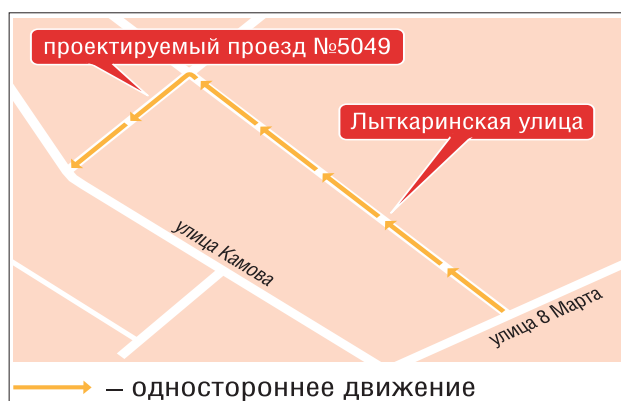 проектируемый проезд №5049
Лыткаринская улица
улица Камова
улица 8 Марта
— одностороннее движение